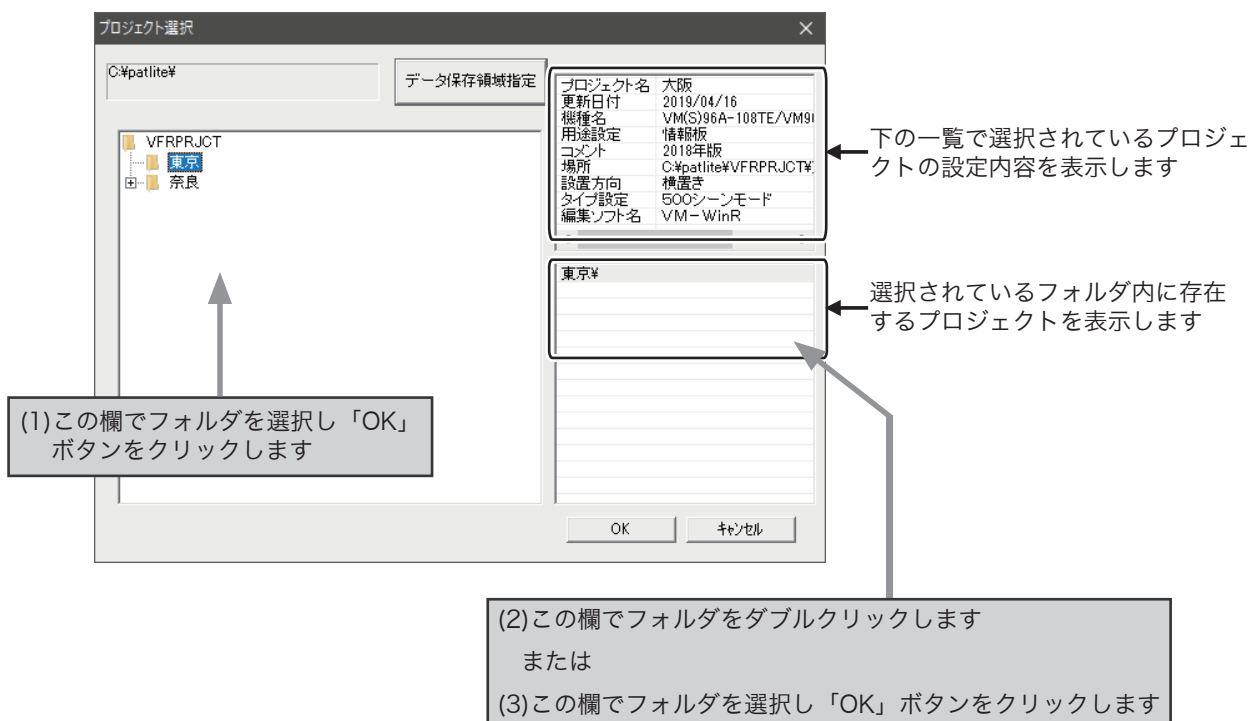 プロジェクト選択
C:¥patlite¥
データ保存領域指定
VFRPRJCT
東京
奈良
プロジェクト名 大阪
更新日付 2019/04/16
機種名 VM(S)96A-108TE/VM9
用途設定 情報板
コメント 2018年版
場所 C:¥patlite¥VFRPRJCT¥
設置方向 横置き
タイプ設定 500シーンモード
編集ソフト名 VM-WinR
下の一覧で選択されているプロジェ
クトの設定内容を表示します
東京¥
選択されているフォルダ内に存在
するプロジェクトを表示します
(1)この欄でフォルダを選択し「OK」
ボタンをクリックします
OK
キャンセル
(2)この欄でフォルダをダブルクリックします
または
(3)この欄でフォルダを選択し「OK」ボタンをクリックします